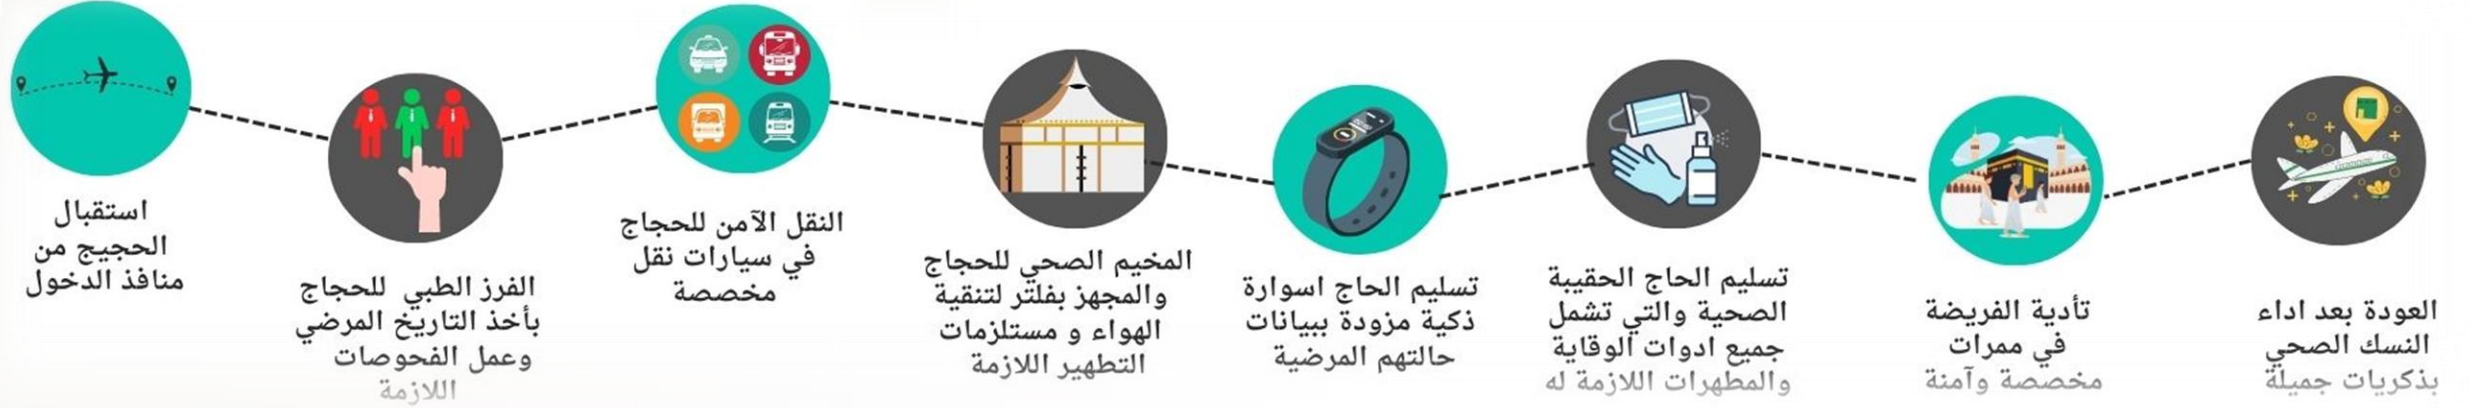 استقبال
الحجيج من
منافذ الدخول
الفرز الطبي للحجاج
بأخذ التاريخ المرضي
وعمل الفحوصات
اللازمة
النقل الآمن للحجاج
في سيارات نقل
مخصصة
المخيم الصحي للحجاج
والمجهز بفلتر لتنقية
الهواء و مستلزمات
التطهير اللازمة
تسليم الحاج اسوارة
ذكية مزودة ببيانات
حالتهم المرضية
تسليم الحاج الحقيبة
الصحية والتي تشمل
جميع ادوات الوقاية
والمطهرات اللازمة له
تأدية الفريضة
في ممرات
مخصصة وآمنة
العودة بعد اداء
النسك الصحي
بذكريات جميلة